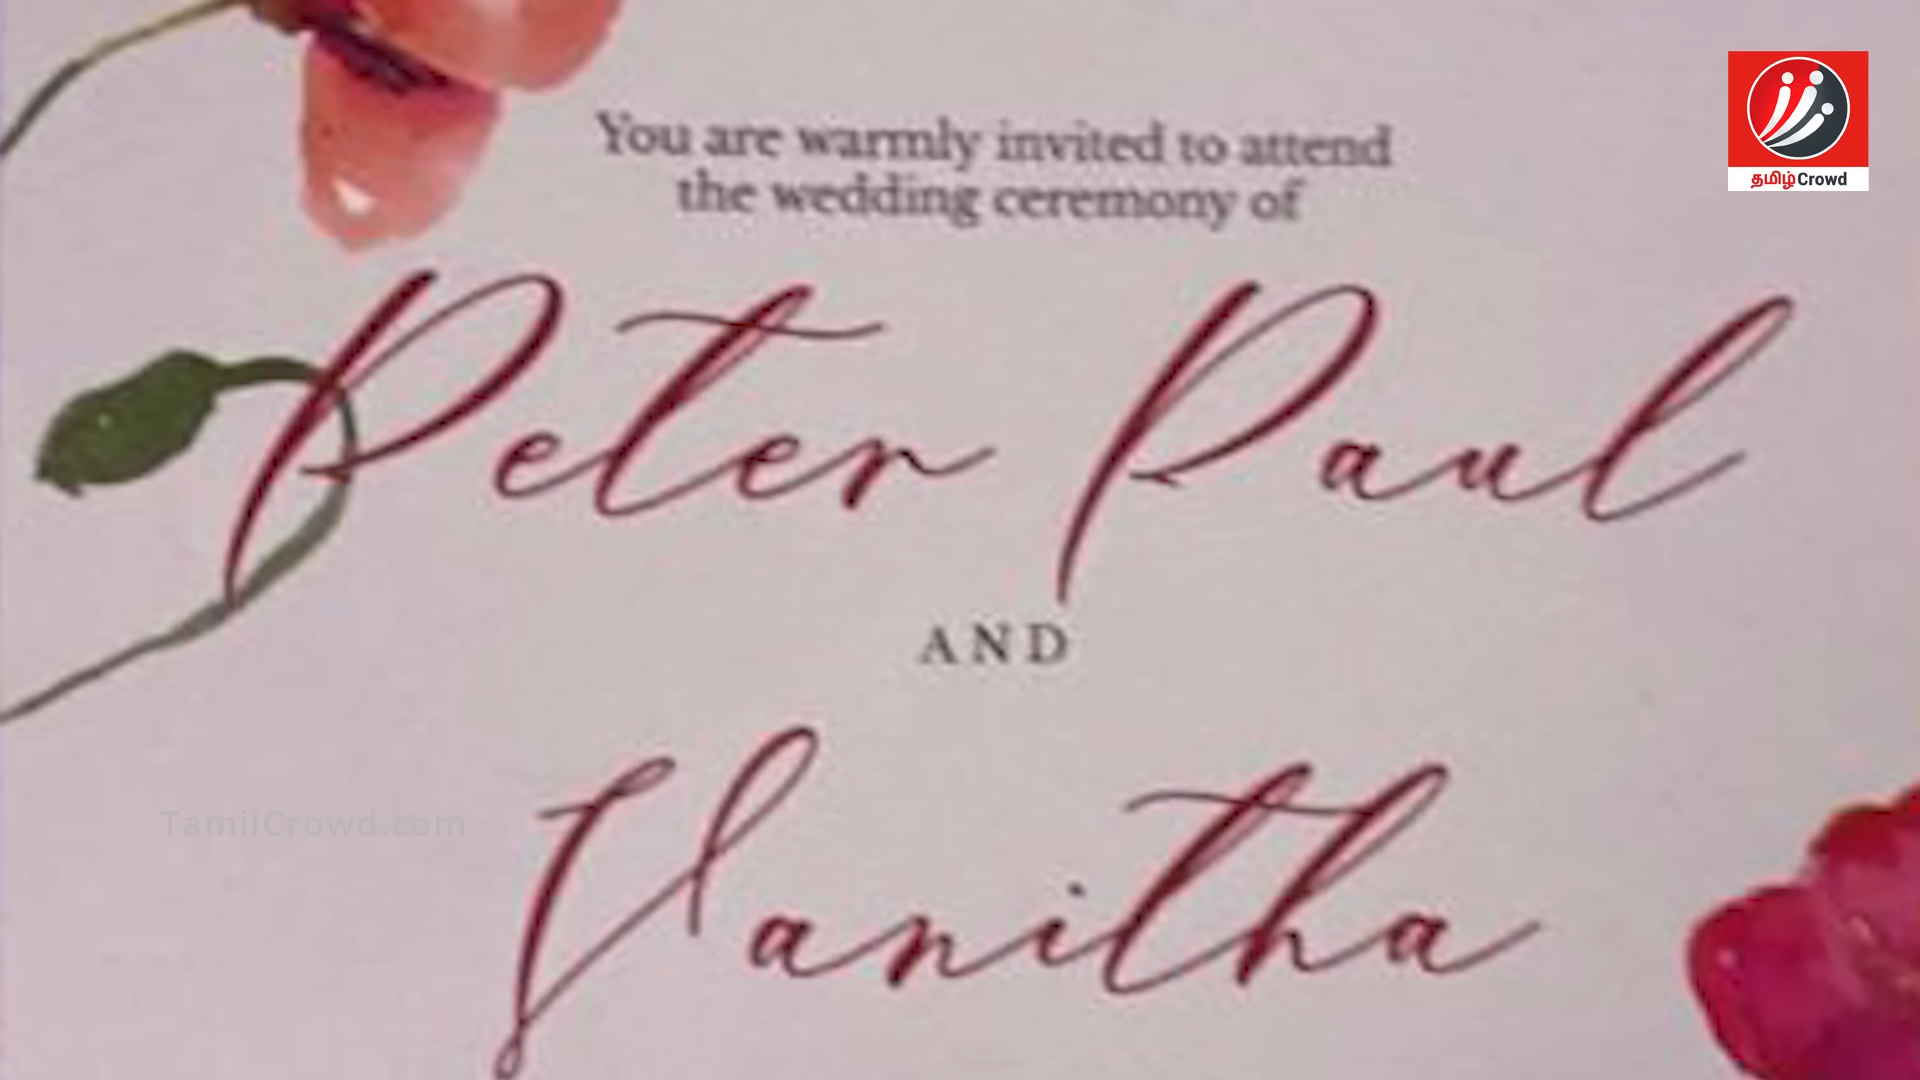 தமிழ்Crowd
You are warmly invited to attend
the wedding ceremony of
Peter Paul
AND
Vanitha
TamilCrowd.com